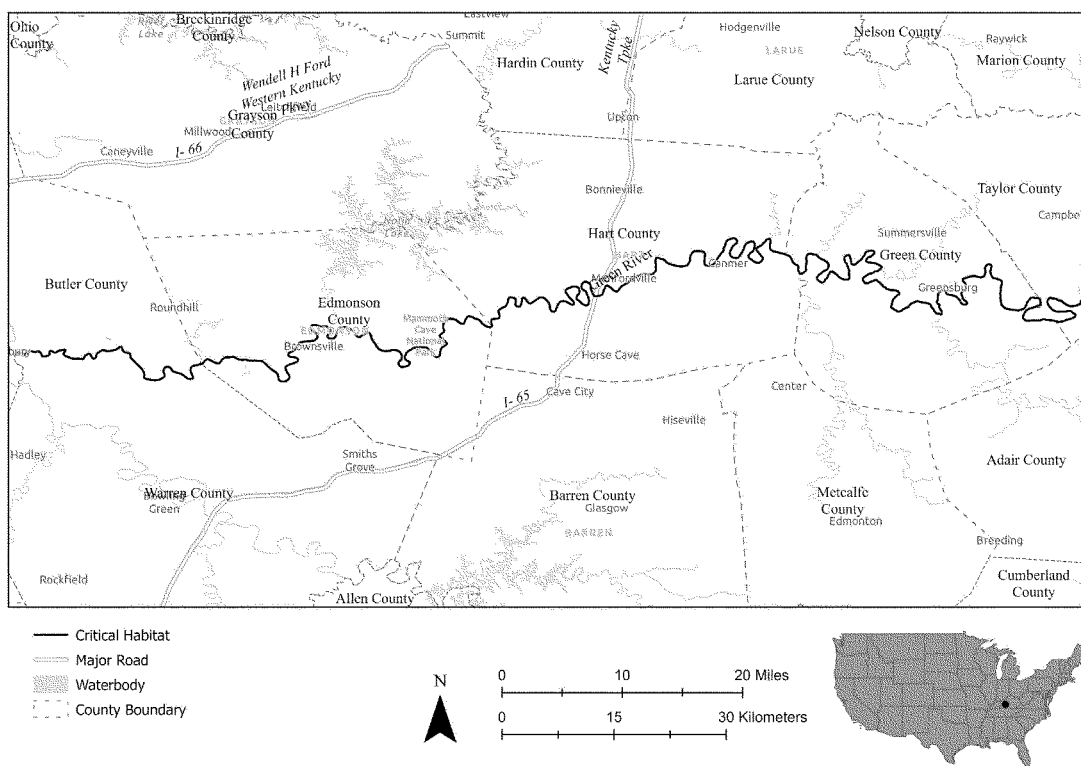 Ohio
County
Breckinridge
County
Lake
Summit
Hardin County
Kentucky
Tpke
Hodgenville
LARUE
Larue County
Nelson County
Raywick
Marion County
Wendell H Ford
Western Kentucky
Pkwy
Leitchfield
Grayson
County
Millwood
Caneyville
I- 66
Upton
Bonnieville
Hart County
HART
Green River
Munfordville
Canmer
Taylor County
Summersville
Green County
Greensburg
Butler County
Roundhill
Edmonson
County
EDMONSON
Brownsville
Mammoth
Cave
National
Park
Horse Cave
Cave City
I- 65
Center
Hiseville
Smiths
Grove
Hadley
Warren County
Bowling
Green
Barren County
Glasgow
BARREN
Metcalfe
County
Edmonton
Adair County
Breeding
Rockfield
Allen County
Cumberland
County
Critical Habitat
Major Road
Waterbody
County Boundary
N
0 10 20 Miles
0 15 30 Kilometers